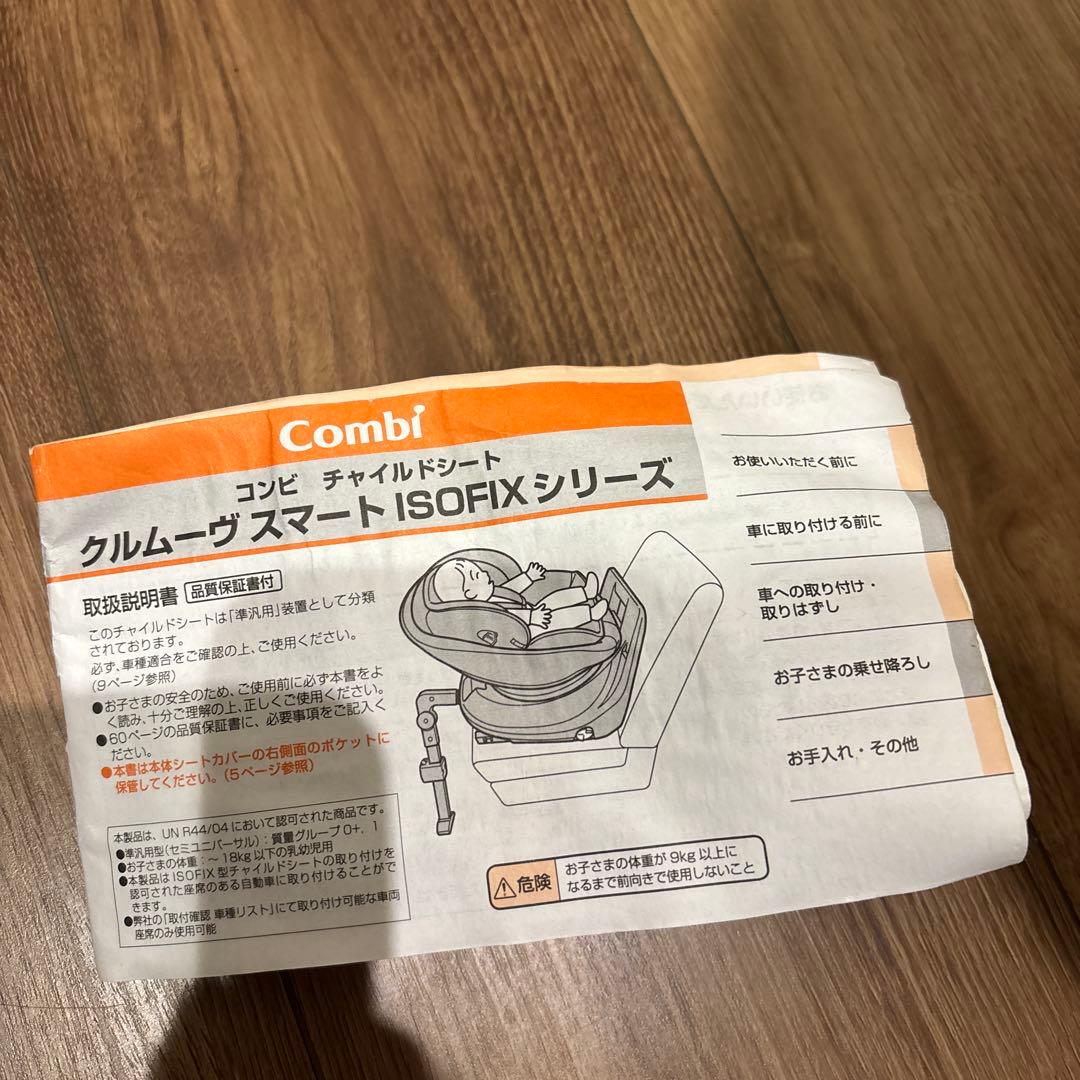 Combi
コンビ チャイルドシート
クルムーヴ スマート ISOFIX シリーズ
取扱説明書 品質保証書付
このチャイルドシートは「準汎用」装置として分類
されております。
必ず、車種適合をご確認の上、ご使用ください。
(9ページ参照)
●お子さまの安全のため、ご使用前に必ず本書をよ
く読み、十分ご理解の上、正しくご使用ください。
●60ページの品質保証書に、必要事項をご記入く
ださい。
●本書は本体シートカバーの右側面のポケットに
保管してください。(5ページ参照)
本製品は、UN R44/04 において認可された商品です。
●準汎用型(セミユニバーサル):質量グループ 0+, 1
●お子さまの体重:~18kg 以下の乳幼児用
●本製品は ISOFIX 型チャイルドシートの取り付けを
認可された座席のある自動車に取り付けることがで
きます。
●弊社の「取付確認 車種リスト」にて取り付け可能な車両
座席のみ使用可能
危険
お子さまの体重が 9kg 以上に
なるまで前向きで使用しないこと
お使いいただく前に
車に取り付ける前に
車への取り付け・
取りはずし
お子さまの乗せ降ろし
お手入れ・その他